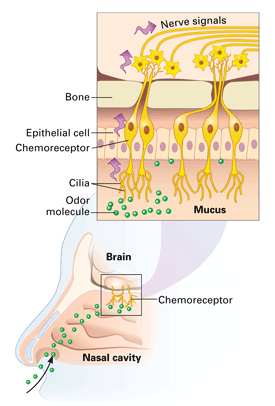 Nerve signals
Bone
Epithelial cell
Chemoreceptor
Cilia
Odor
molecule
Mucus
Brain
Chemoreceptor
Nasal cavity